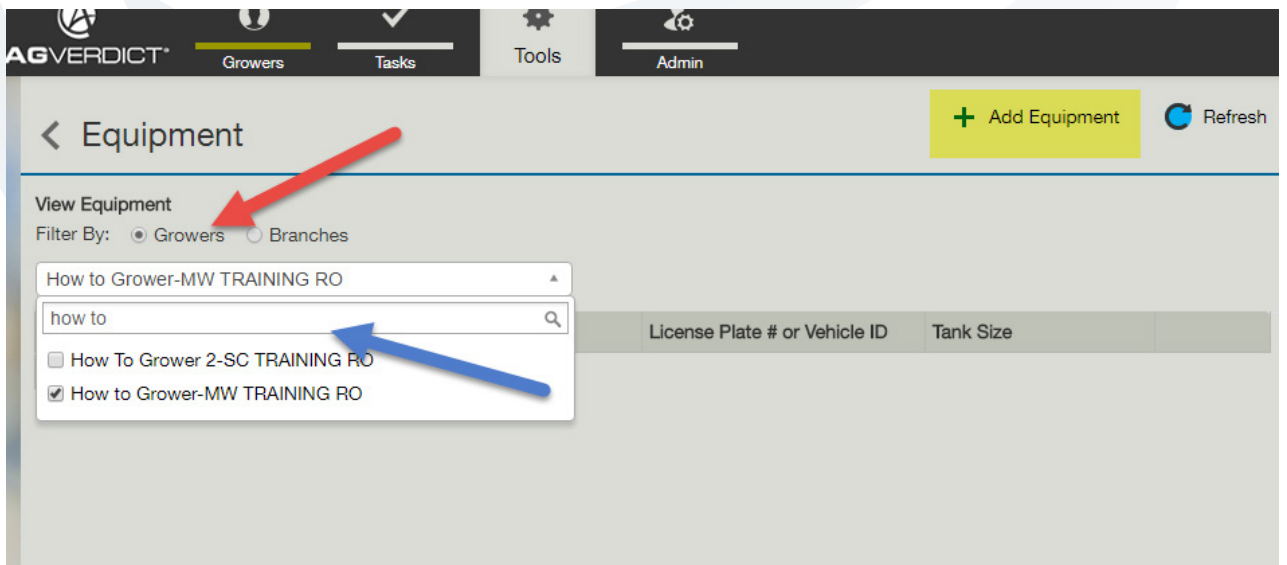 AGVERDICT®
Growers
Tasks
Tools
Admin
Equipment
+ Add Equipment
Refresh
View Equipment
Filter By: Growers Branches
How to Grower-MW TRAINING RO
how to
License Plate # or Vehicle ID
Tank Size
How To Grower 2-SC TRAINING RO
How to Grower-MW TRAINING RO